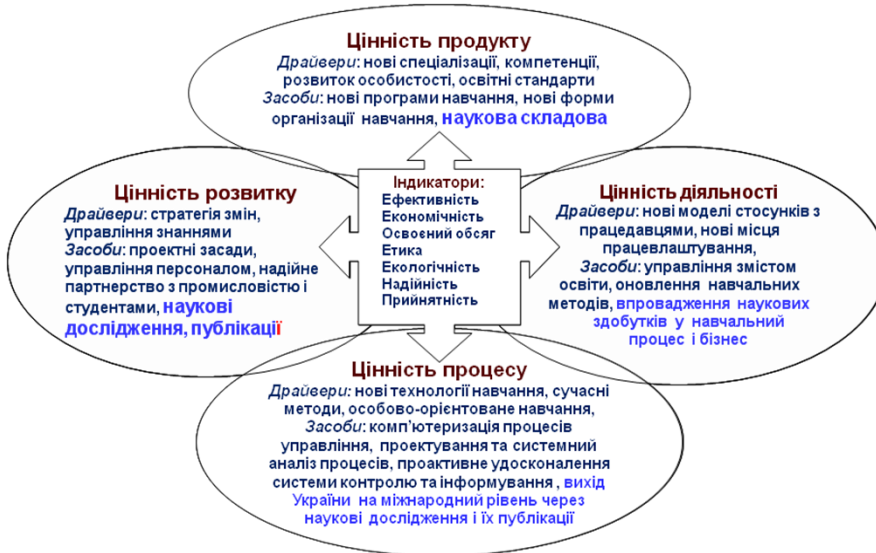 Цінність продукту
Драйвери: нові спеціалізації, компетенції,
розвиток особистості, освітні стандарти
Засоби: нові програми навчання, нові форми
організації навчання, наукова складова
Цінність розвитку
Драйвери: стратегія змін,
управління знаннями
Засоби: проектні засади,
управління персоналом, надійне
партнерство з промисловістю і
студентами, наукові
дослідження, публікації
Індикатори:
Ефективність
Економічність
Освоєний обсяг
Етика
Екологічність
Надійність
Прийнятність
Цінність діяльності
Драйвери: нові моделі стосунків з
працедавцями, нові місця
працевлаштування,
Засоби: управління змістом
освіти, оновлення навчальних
методів, впровадження наукових
здобутків у навчальний
процес і бізнес
Цінність процесу
Драйвери: нові технології навчання, сучасні
методи, особово-орієнтоване навчання,
Засоби: комп'ютеризація процесів
управління, проектування та системний
аналіз процесів, проактивне удосконалення
системи контролю та інформування , вихід
України на міжнародний рівень через
наукові дослідження і їх публікації